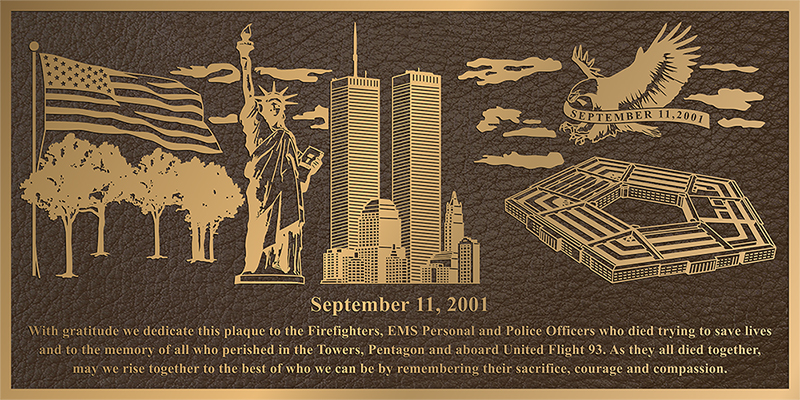 SEPTEMBER 11, 2001
September 11, 2001
With gratitude we dedicate this plaque to the Firefighters, EMS Personal and Police Officers who died trying to save lives
and to the memory of all who perished in the Towers, Pentagon and aboard United Flight 93. As they all died together,
may we rise together to the best of who we can be by remembering their sacrifice, courage and compassion.